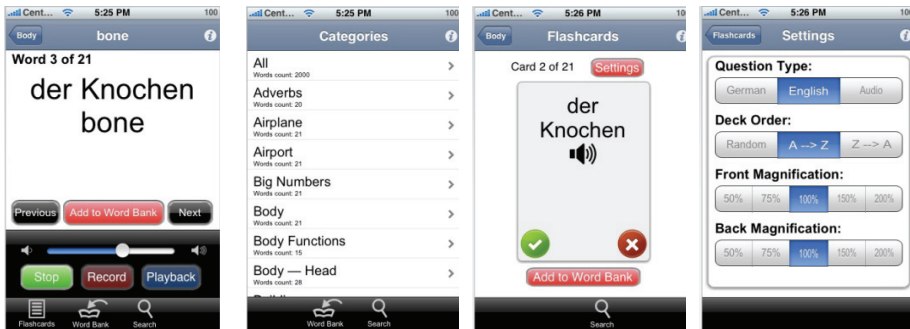 Cent... 5:25 PM 100
Body bone
Word 3 of 21
der Knochen
bone
Previous Add to Word Bank Next
Stop Record Playback
Flashcards Word Bank Search
Cent... 5:25 PM 100
Categories
All
Words count: 2000
Adverbs
Words count: 20
Airplane
Words count: 21
Airport
Words count: 21
Big Numbers
Words count: 21
Body
Words count: 21
Body Functions
Words count: 15
Body — Head
Words count: 28
Word Bank Search
Cent... 5:26 PM 10
Body Flashcards
Card 2 of 21 Settings
der
Knochen
Add to Word Bank
Search
Cent... 5:26 PM 100
Flashcards Settings
Question Type:
German English Audio
Deck Order:
Random A --> Z Z --> A
Front Magnification:
50% 75% 100% 150% 200%
Back Magnification:
50% 75% 100% 150% 200%